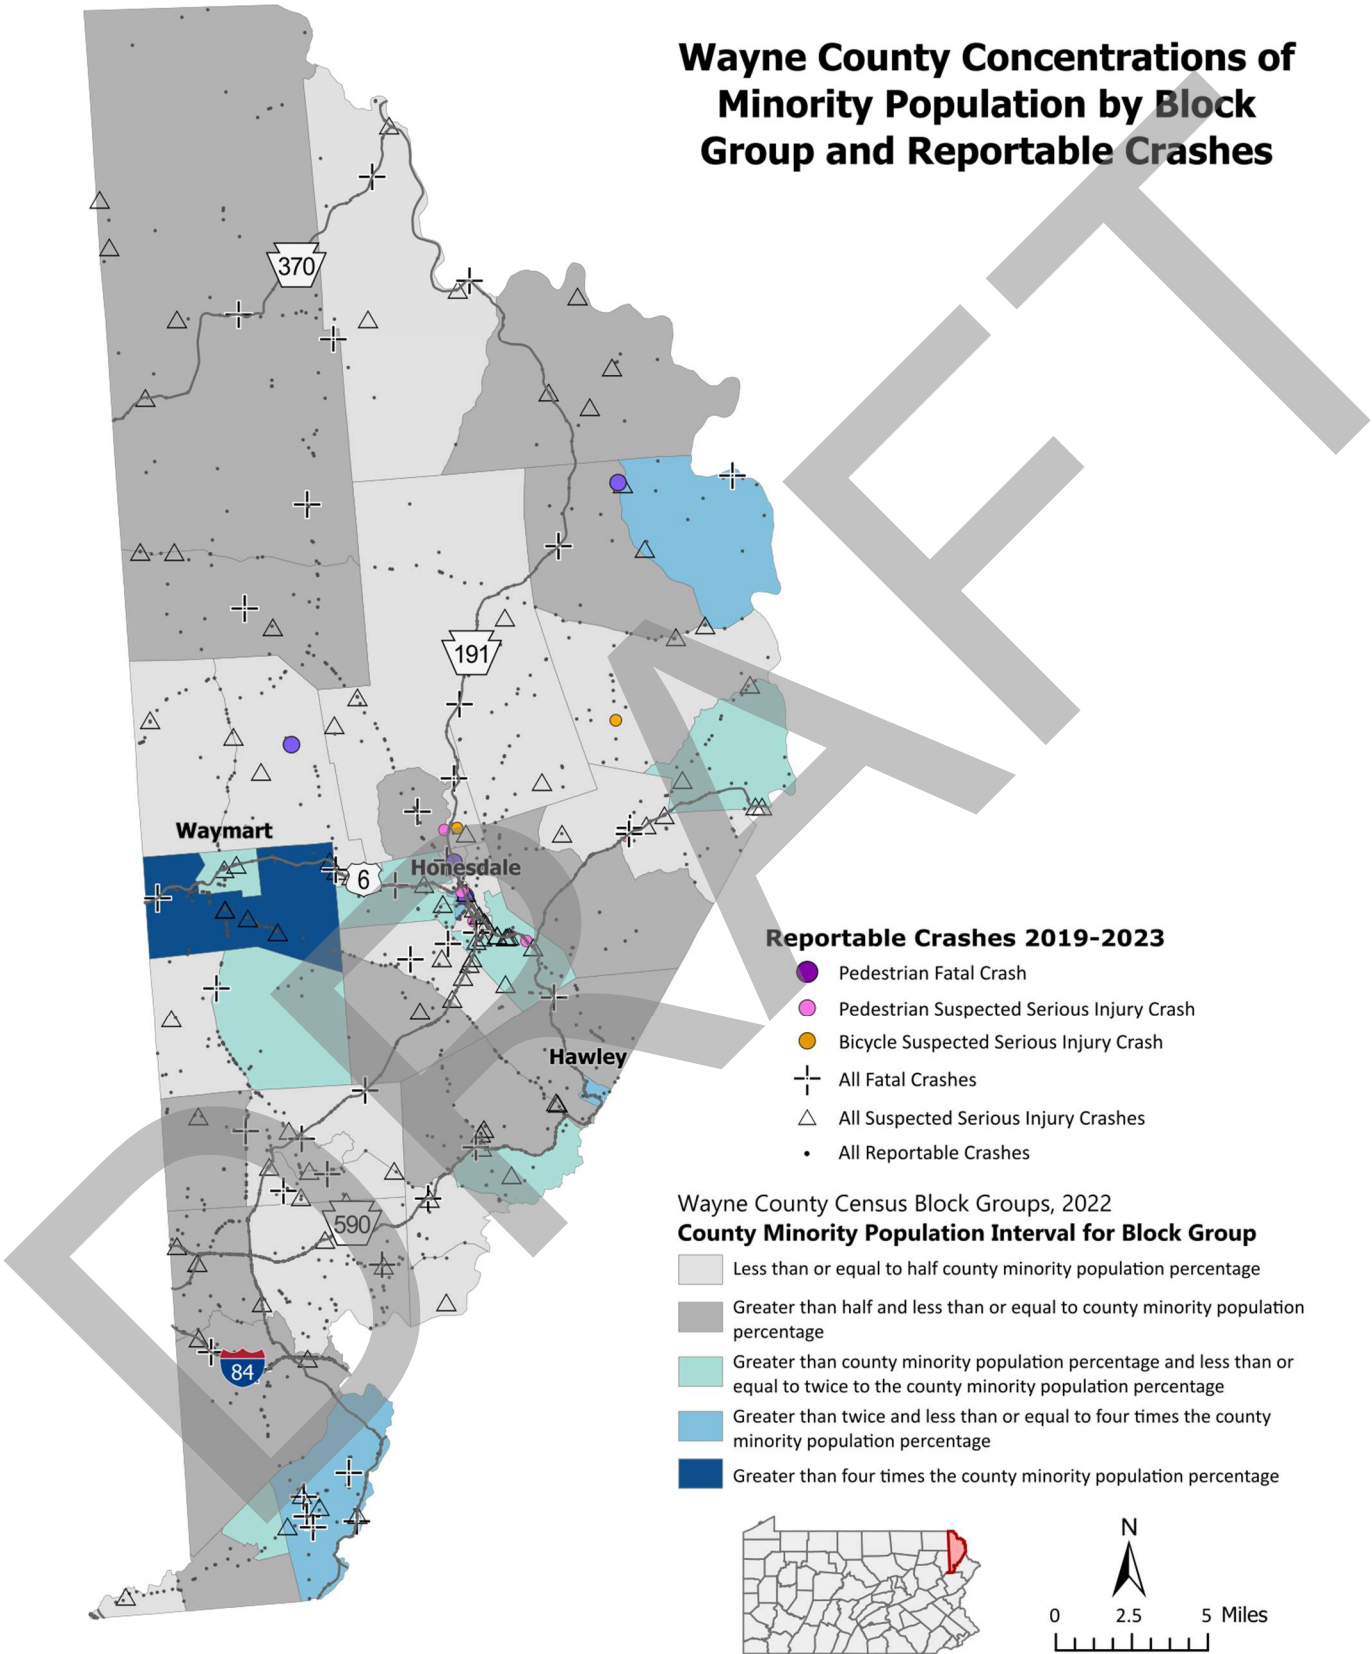 Wayne County Concentrations of
Minority Population by Block
Group and Reportable Crashes
370
191
Waymart
6
Honesdale
Hawley
590
84
DRAFT
Reportable Crashes 2019-2023
Pedestrian Fatal Crash
Pedestrian Suspected Serious Injury Crash
Bicycle Suspected Serious Injury Crash
All Fatal Crashes
All Suspected Serious Injury Crashes
All Reportable Crashes
Wayne County Census Block Groups, 2022
County Minority Population Interval for Block Group
Less than or equal to half county minority population percentage
Greater than half and less than or equal to county minority population
percentage
Greater than county minority population percentage and less than or
equal to twice to the county minority population percentage
Greater than twice and less than or equal to four times the county
minority population percentage
Greater than four times the county minority population percentage
N
0 2.5 5 Miles